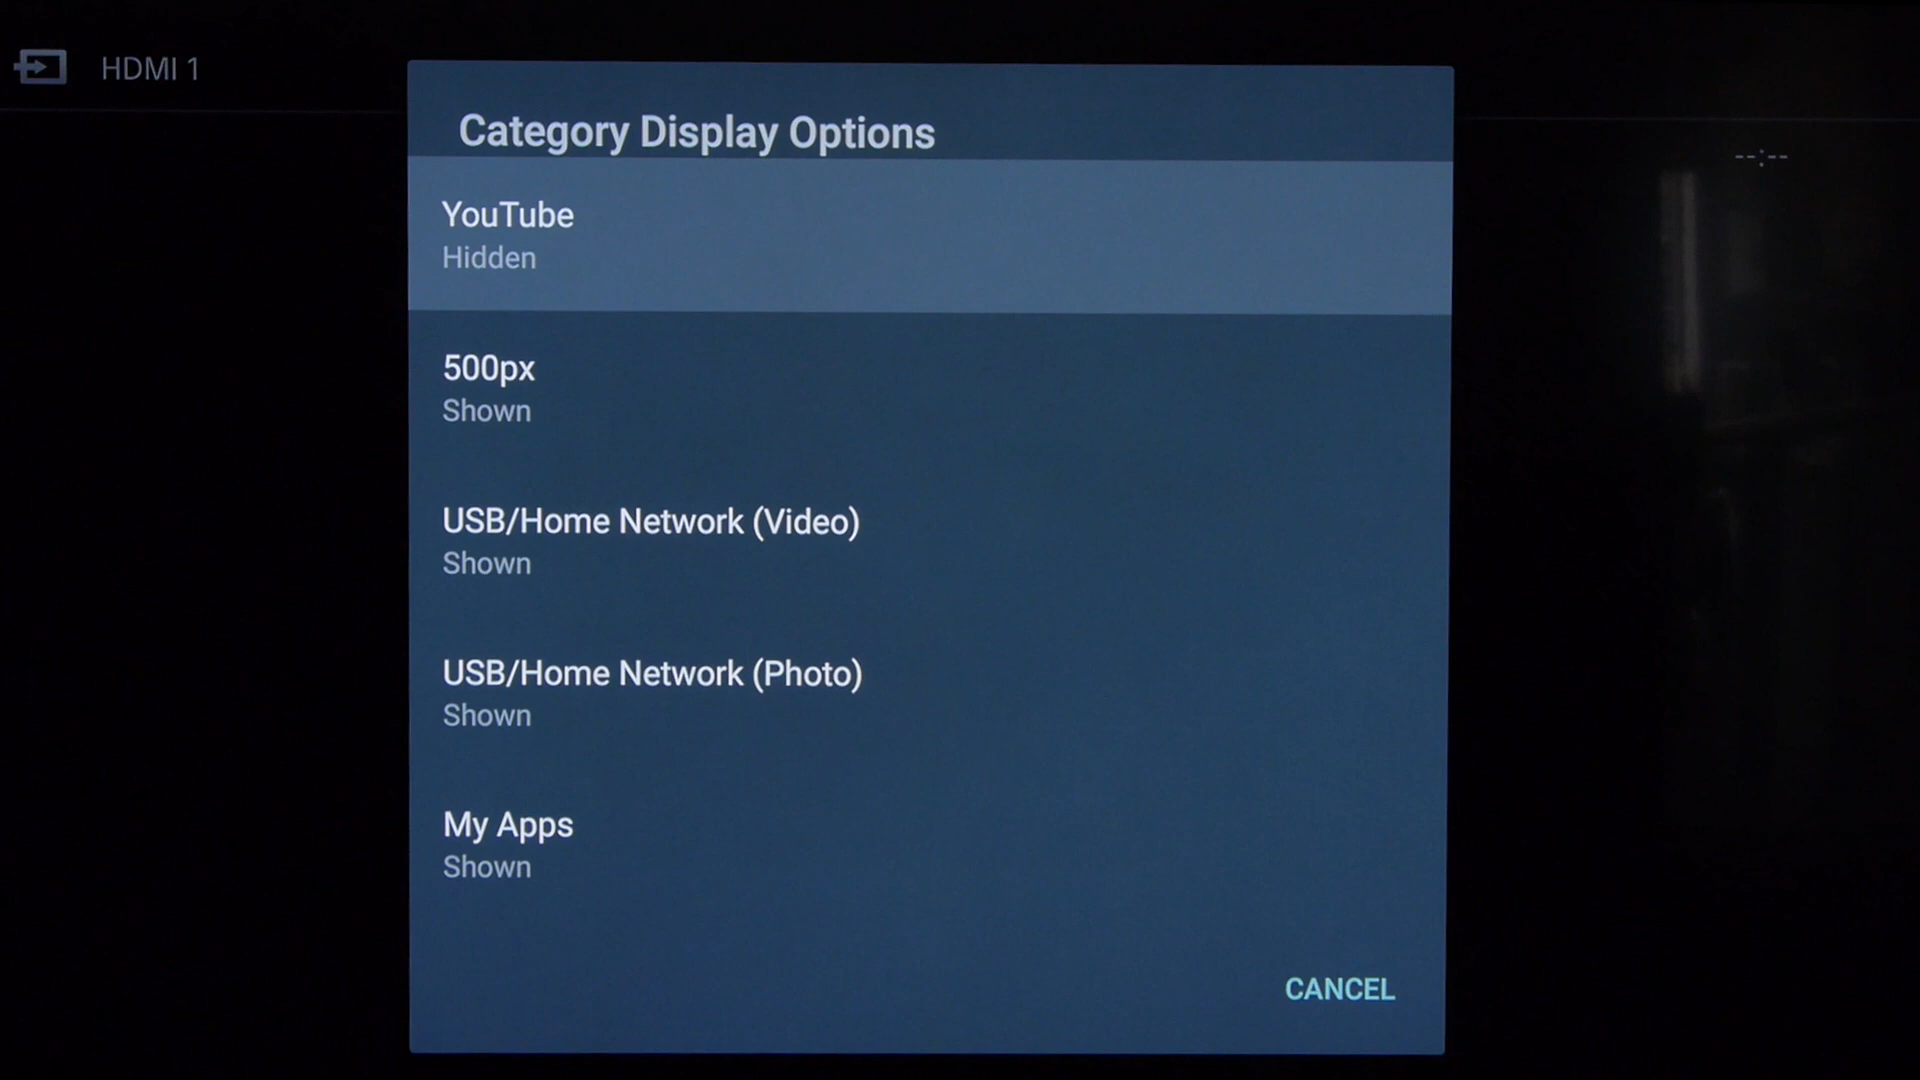 HDMI 1
Category Display Options
--:--
YouTube
Hidden
500px
Shown
USB/Home Network (Video)
Shown
USB/Home Network (Photo)
Shown
My Apps
Shown
CANCEL